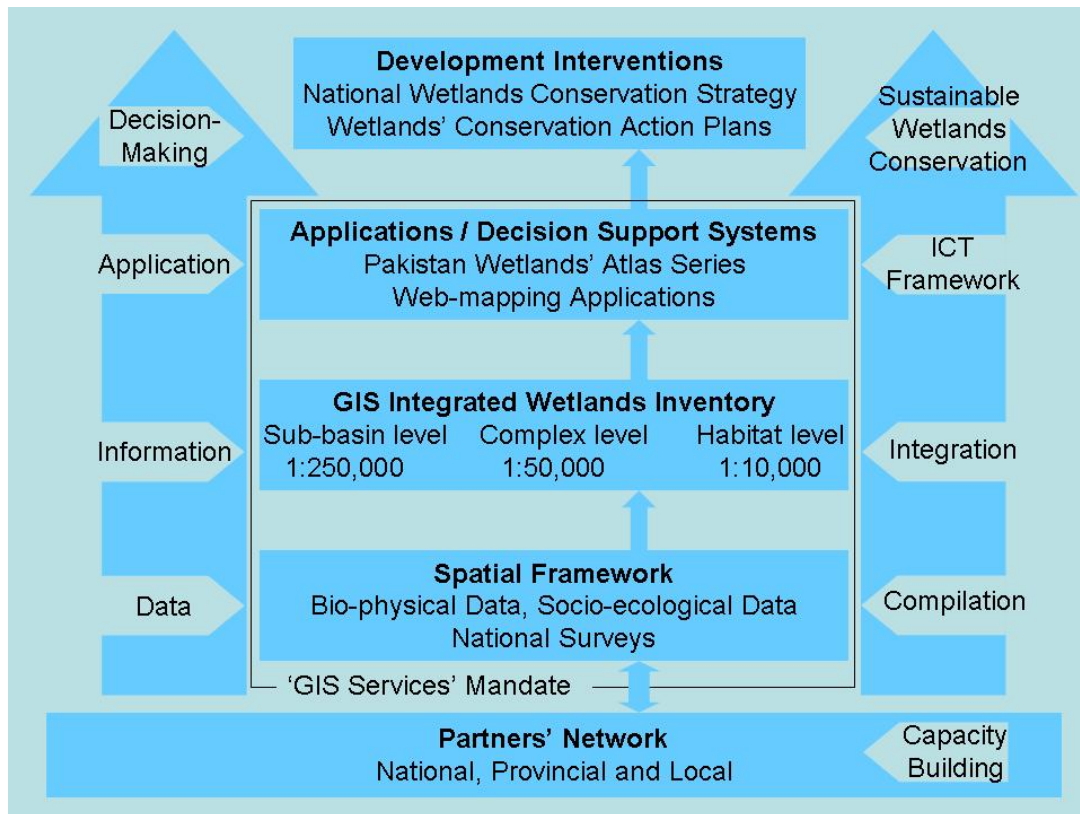 Development Interventions
National Wetlands Conservation Strategy
Wetlands' Conservation Action Plans
Decision-
Making
Sustainable
Wetlands
Conservation
Applications / Decision Support Systems
Pakistan Wetlands' Atlas Series
Web-mapping Applications
Application
ICT
Framework
GIS Integrated Wetlands Inventory
Sub-basin level Complex level Habitat level
1:250,000 1:50,000 1:10,000
Information
Integration
Spatial Framework
Bio-physical Data, Socio-ecological Data
National Surveys
Data
Compilation
‘GIS Services’ Mandate
Partners’ Network
National, Provincial and Local
Capacity
Building